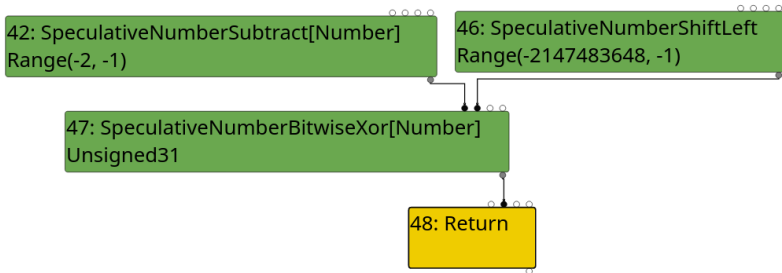 42: SpeculativeNumberSubtract[Number]
Range(-2, -1)
46: SpeculativeNumberShiftLeft
Range(-2147483648, -1)
47: SpeculativeNumberBitwiseXor[Number]
Unsigned31
48: Return